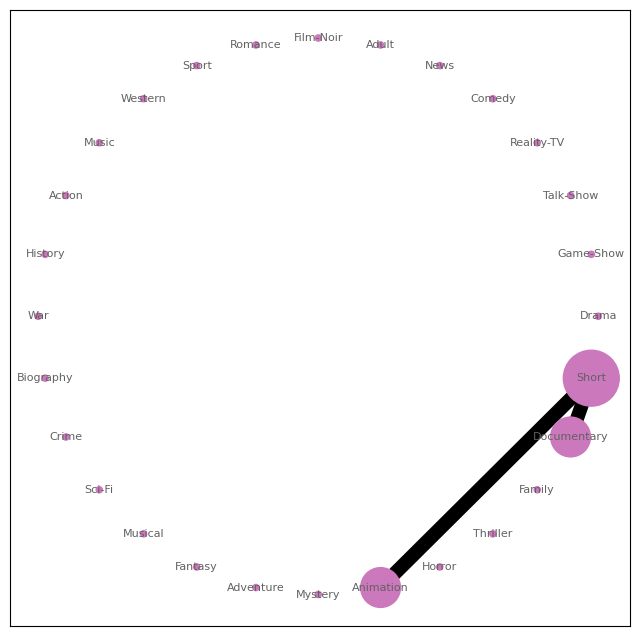 Film-Noir
Romance
Adult
Sport
News
Western
Comedy
Music
Reality-TV
Action
Talk-Show
History
Game-Show
War
Drama
Biography
Short
Crime
Documentary
Sci-Fi
Family
Musical
Thriller
Fantasy
Horror
Adventure
Animation
Mystery